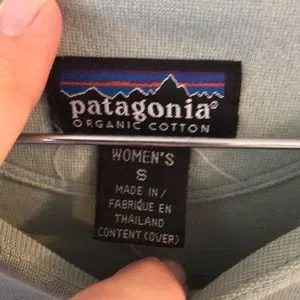 patagonia®
ORGANIC COTTON
WOMEN'S
S
MADE IN/
FABRIQUE EN
THAILAND
CONTENT (OVER)